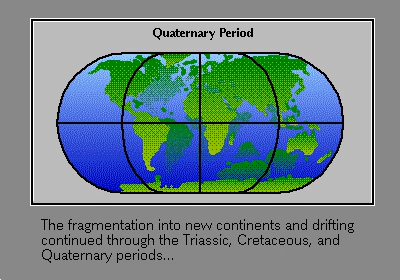 Quaternary Period
The fragmentation into new continents and drifting
continued through the Triassic, Cretaceous, and
Quaternary periods...